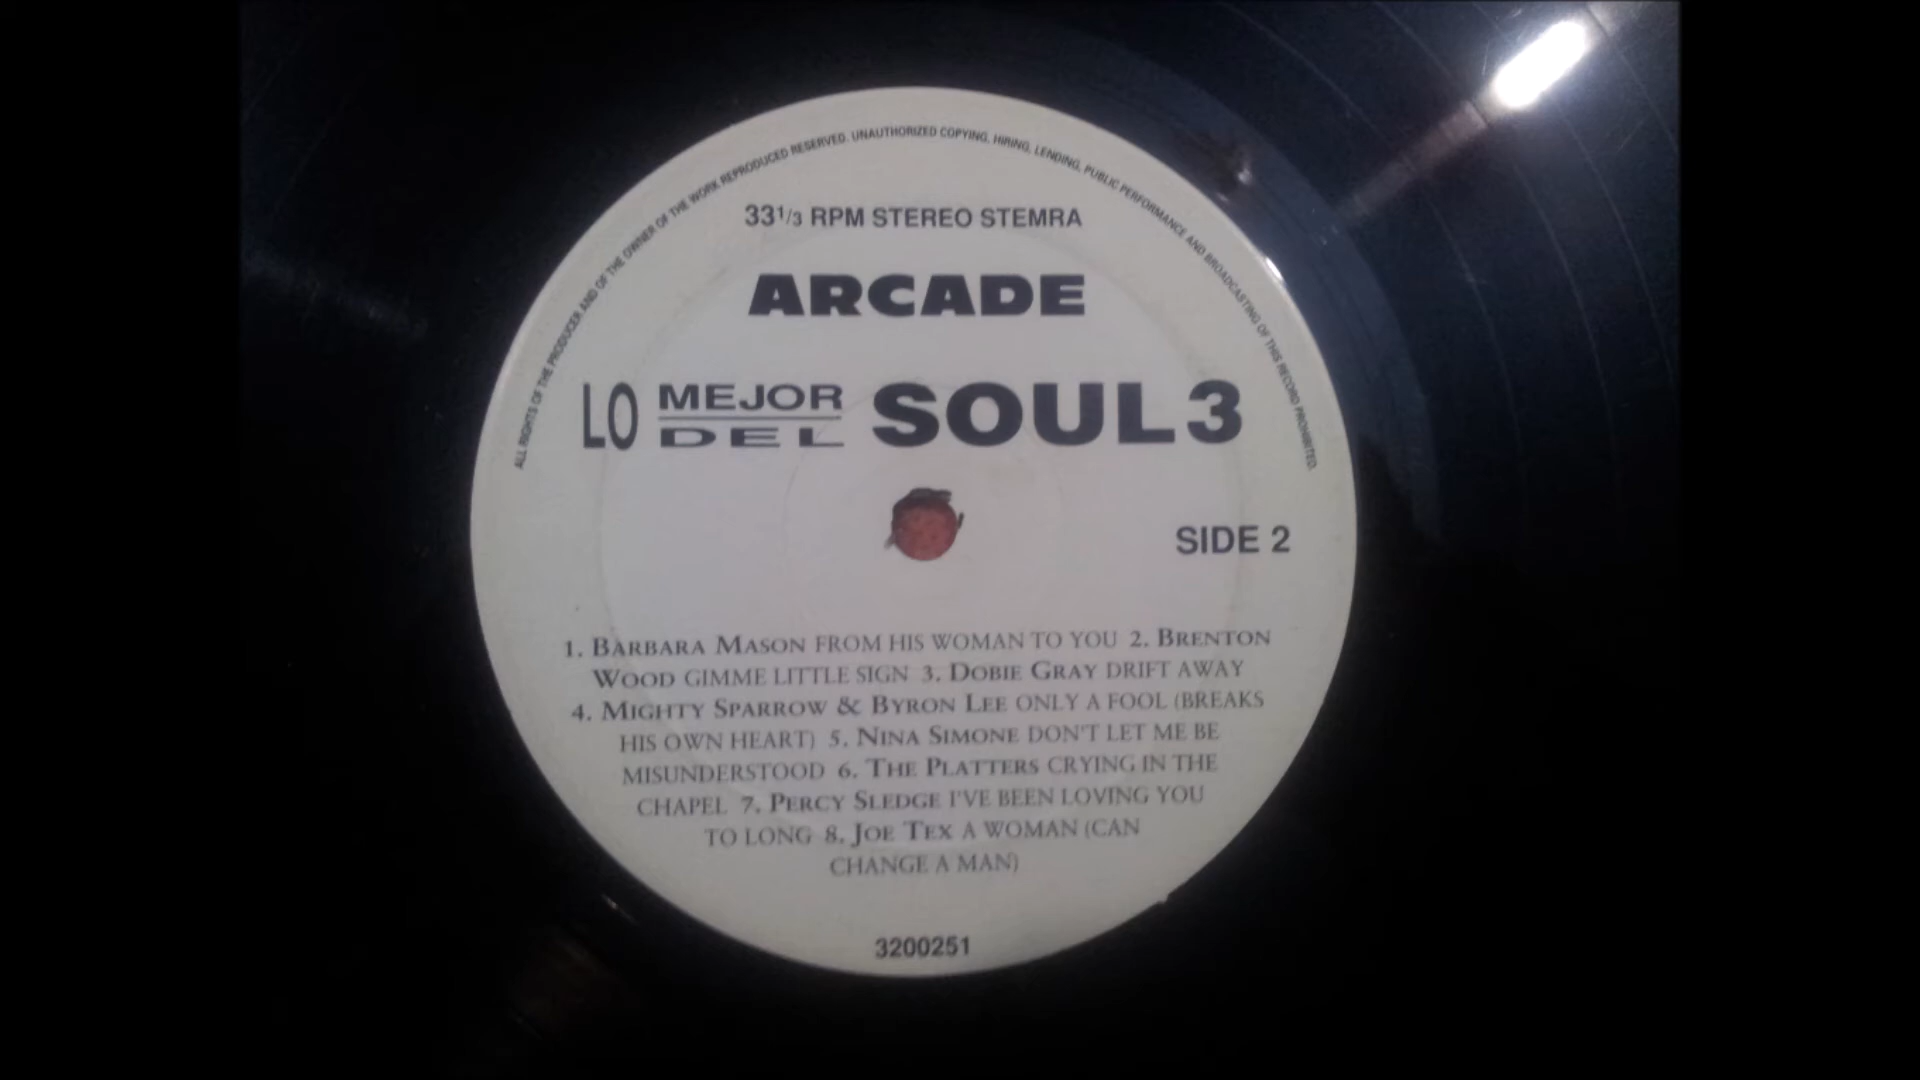 ALL RIGHTS OF THE PRODUCER AND OF THE OWNER OF THE WORK REPRODUCED RESERVED. UNAUTHORIZED COPYING, HIRING, LENDING, PUBLIC PERFORMANCE AND BROADCASTING OF THIS RECORD PROHIBITED.
33 1/3 RPM STEREO STEMRA
ARCADE
LO MEJOR DEL SOUL 3
SIDE 2
1. BARBARA MASON FROM HIS WOMAN TO YOU 2. BRENTON
WOOD GIMME LITTLE SIGN 3. DOBIE GRAY DRIFT AWAY
4. MIGHTY SPARROW & BYRON LEE ONLY A FOOL (BREAKS
HIS OWN HEART) 5. NINA SIMONE DON'T LET ME BE
MISUNDERSTOOD 6. THE PLATTERS CRYING IN THE
CHAPEL 7. PERCY SLEDGE I'VE BEEN LOVING YOU
TO LONG 8. JOE TEX A WOMAN (CAN
CHANGE A MAN)
3200251